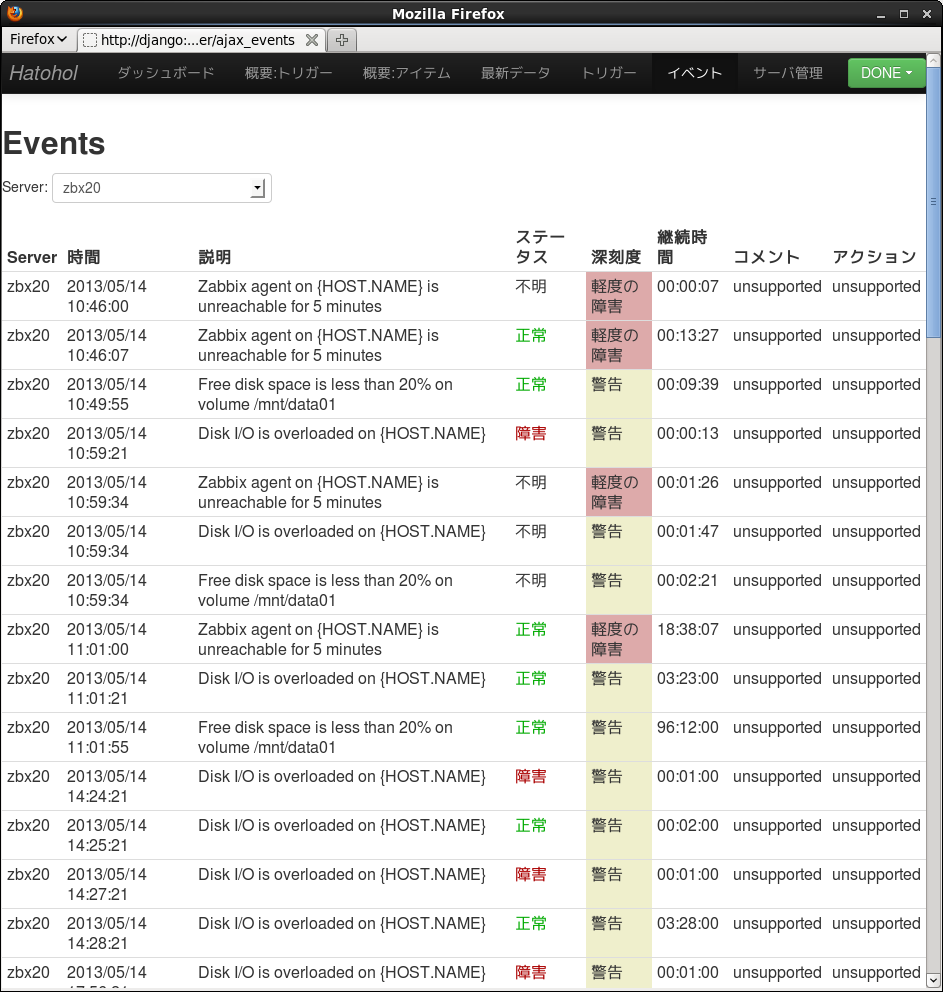 Mozilla Firefox
Firefox
http://django:...er/ajax_events
Hatohol ダッシュボード 概要:トリガー 概要:アイテム 最新データ トリガー イベント サーバ管理 DONE
Events
Server: zbx20
Server 時間 説明 ステータス 深刻度 継続時間 コメント アクション
zbx20 2013/05/14 Zabbix agent on {HOST.NAME} is 不明 軽度の 00:00:07 unsupported unsupported
10:46:00 unreachable for 5 minutes 障害
zbx20 2013/05/14 Zabbix agent on {HOST.NAME} is 正常 軽度の 00:13:27 unsupported unsupported
10:46:07 unreachable for 5 minutes 障害
zbx20 2013/05/14 Free disk space is less than 20% on 正常 警告 00:09:39 unsupported unsupported
10:49:55 volume /mnt/data01
zbx20 2013/05/14 Disk I/O is overloaded on {HOST.NAME} 障害 警告 00:00:13 unsupported unsupported
10:59:21
zbx20 2013/05/14 Zabbix agent on {HOST.NAME} is 不明 軽度の 00:01:26 unsupported unsupported
10:59:34 unreachable for 5 minutes 障害
zbx20 2013/05/14 Disk I/O is overloaded on {HOST.NAME} 不明 警告 00:01:47 unsupported unsupported
10:59:34
zbx20 2013/05/14 Free disk space is less than 20% on 不明 警告 00:02:21 unsupported unsupported
10:59:34 volume /mnt/data01
zbx20 2013/05/14 Zabbix agent on {HOST.NAME} is 正常 軽度の 18:38:07 unsupported unsupported
11:01:00 unreachable for 5 minutes 障害
zbx20 2013/05/14 Disk I/O is overloaded on {HOST.NAME} 正常 警告 03:23:00 unsupported unsupported
11:01:21
zbx20 2013/05/14 Free disk space is less than 20% on 正常 警告 96:12:00 unsupported unsupported
11:01:55 volume /mnt/data01
zbx20 2013/05/14 Disk I/O is overloaded on {HOST.NAME} 障害 警告 00:01:00 unsupported unsupported
14:24:21
zbx20 2013/05/14 Disk I/O is overloaded on {HOST.NAME} 正常 警告 00:02:00 unsupported unsupported
14:25:21
zbx20 2013/05/14 Disk I/O is overloaded on {HOST.NAME} 障害 警告 00:01:00 unsupported unsupported
14:27:21
zbx20 2013/05/14 Disk I/O is overloaded on {HOST.NAME} 正常 警告 03:28:00 unsupported unsupported
14:28:21
zbx20 2013/05/14 Disk I/O is overloaded on {HOST.NAME} 障害 警告 00:01:00 unsupported unsupported